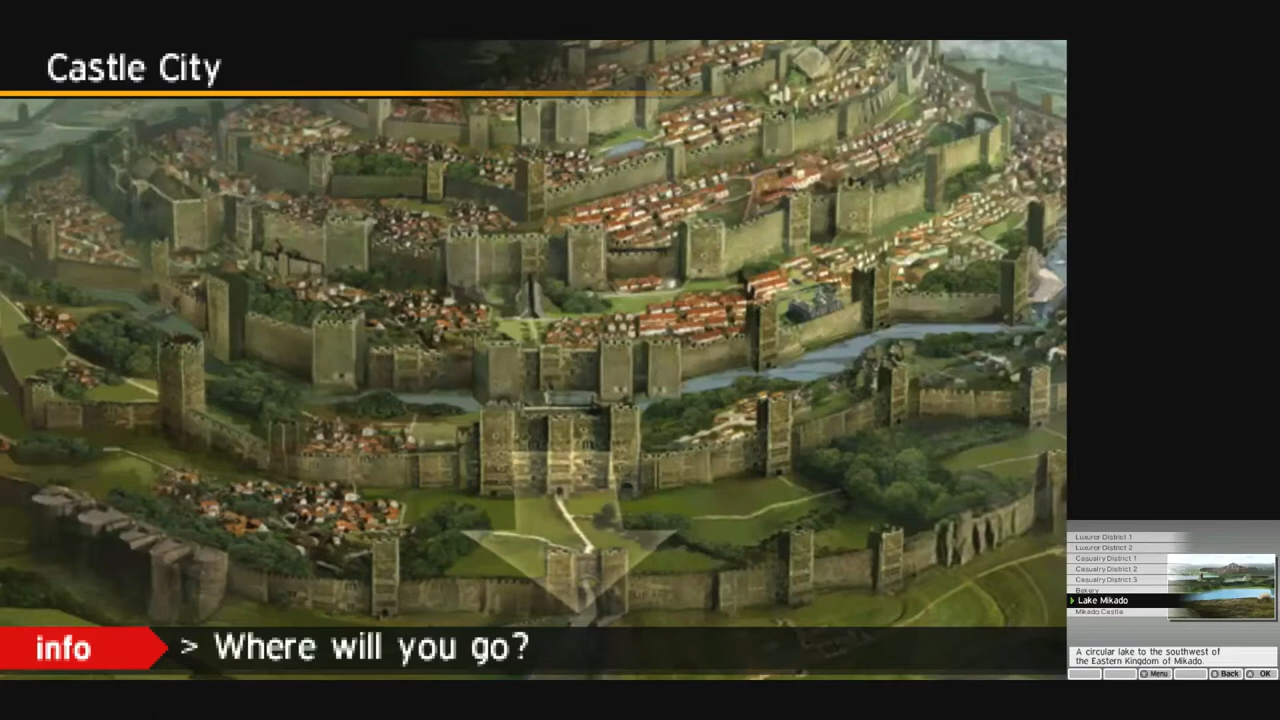 Castle City
info
> Where will you go?
Luxuror District 1
Luxuror District 2
Casualry District 1
Casualry District 2
Casualry District 3
Bakery
Lake Mikado
Mikado Castle
A circular lake to the southwest of
the Eastern Kingdom of Mikado.
Menu
Back
OK